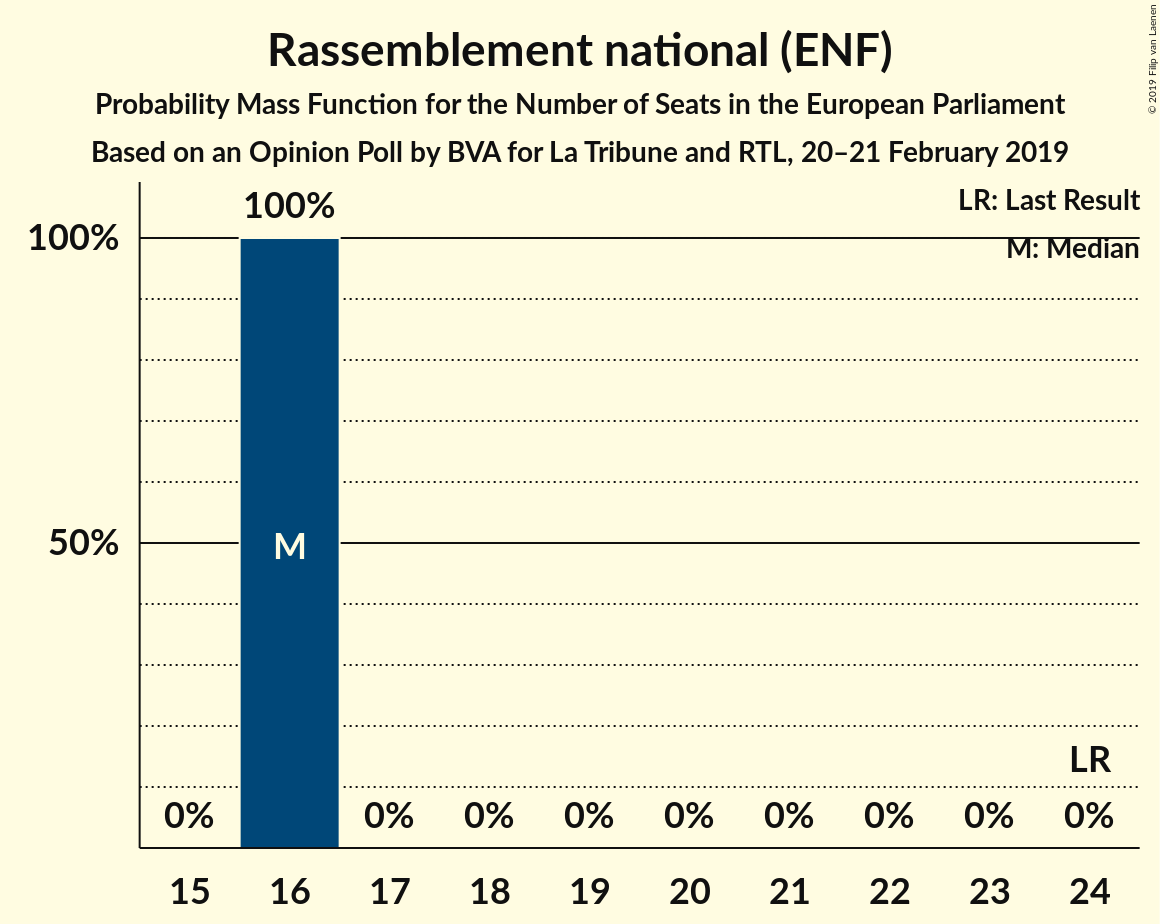 Rassemblement national (ENF)
Probability Mass Function for the Number of Seats in the European Parliament
Based on an Opinion Poll by BVA for La Tribune and RTL, 20–21 February 2019
© 2019 Filip van Laenen
LR: Last Result
M: Median
100%
100%
50%
M
LR
0% 0% 0% 0% 0% 0% 0% 0% 0%
15 16 17 18 19 20 21 22 23 24